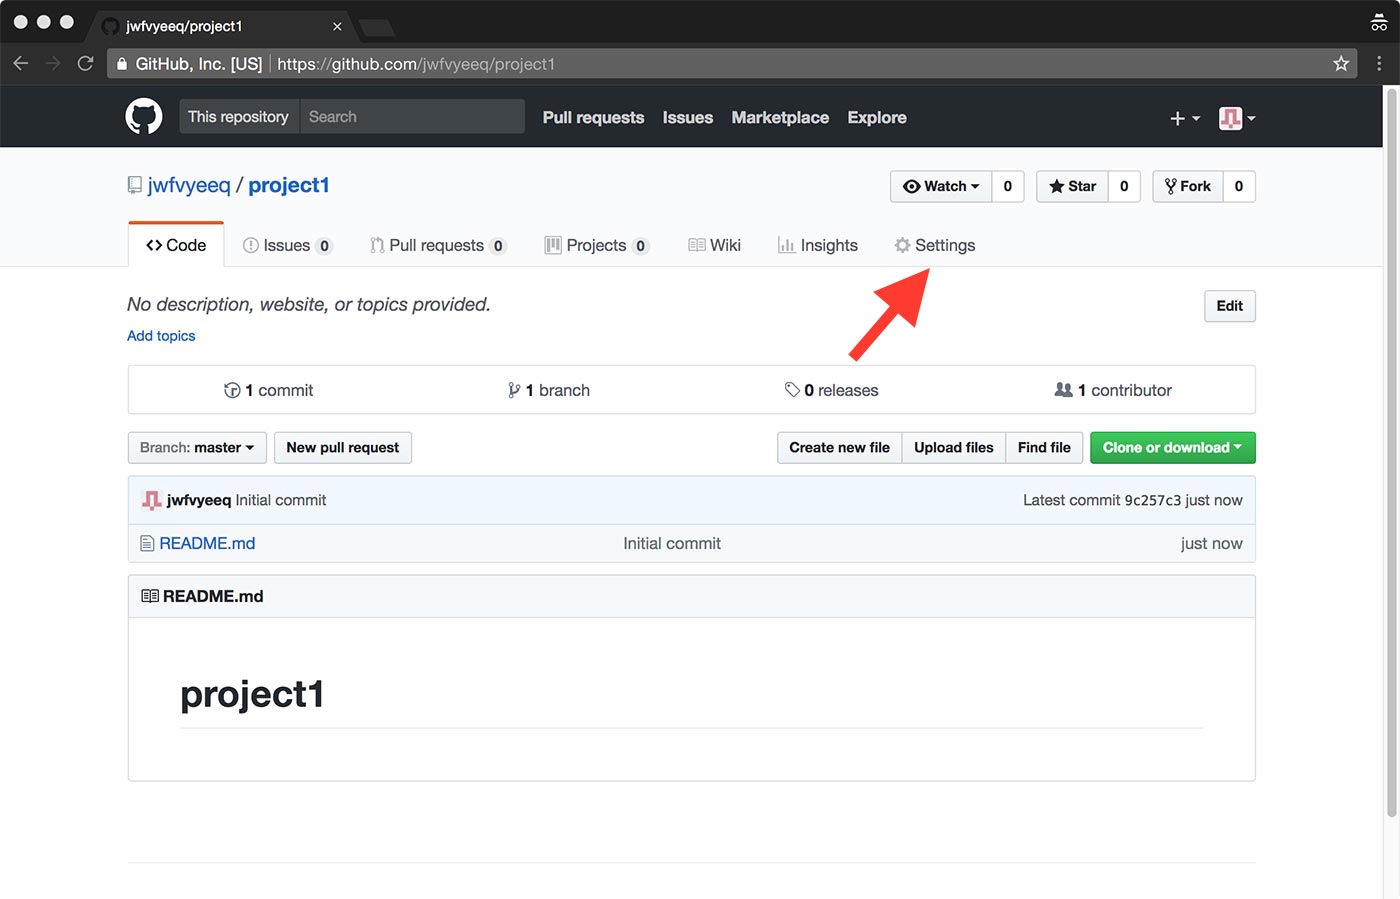 jwfvyeeq/project1
GitHub, Inc. [US] https://github.com/jwfvyeeq/project1
This repository Search Pull requests Issues Marketplace Explore
jwfvyeeq / project1 Watch 0 Star 0 Fork 0
Code Issues 0 Pull requests 0 Projects 0 Wiki Insights Settings
No description, website, or topics provided. Edit
Add topics
1 commit 1 branch 0 releases 1 contributor
Branch: master New pull request Create new file Upload files Find file Clone or download
jwfvyeeq Initial commit Latest commit 9c257c3 just now
README.md Initial commit just now
README.md
project1